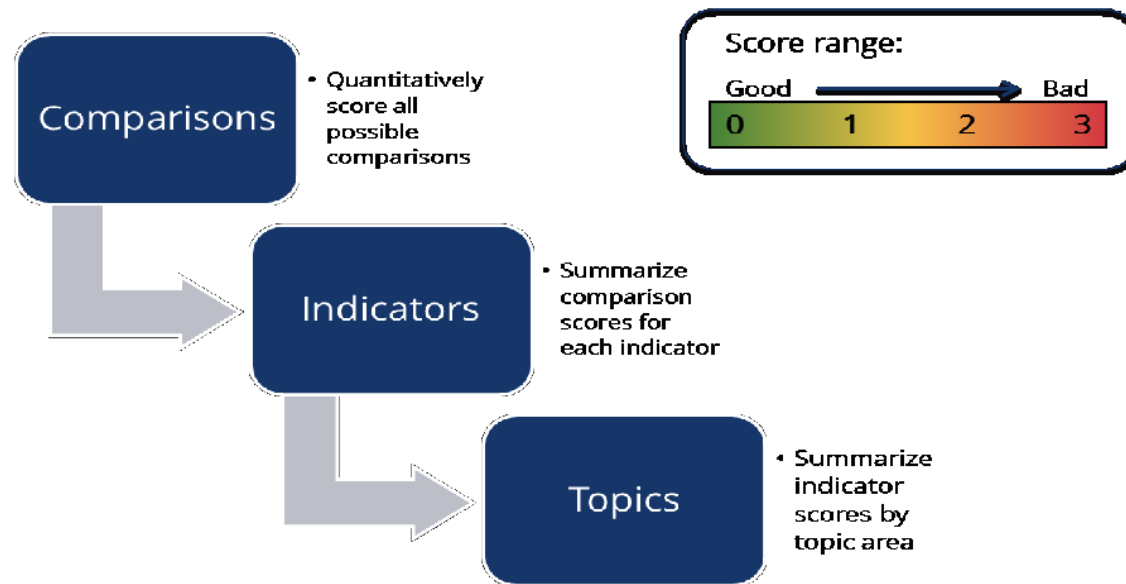 Score range:
Good Bad
0 1 2 3
Comparisons
• Quantitatively
score all
possible
comparisons
Indicators
• Summarize
comparison
scores for
each indicator
Topics
• Summarize
indicator
scores by
topic area